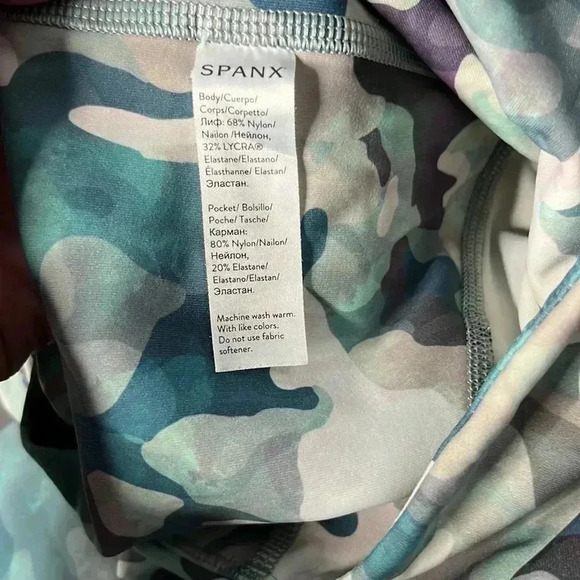 SPANX
Body/Cuerpo/
Corps/Corpetto/
Лиф: 68% Nylon/
Nailon /Нейлон,
32% LYCRA®
Elastane/Elastano/
Élasthanne/ Elastan/
Эластан.
Pocket/ Bolsillo/
Poche/ Tasche/
Карман:
80% Nylon/Nailon/
Нейлон,
20% Elastane/
Elastano/Elastan/
Эластан.
Machine wash warm.
With like colors.
Do not use fabric
softener.